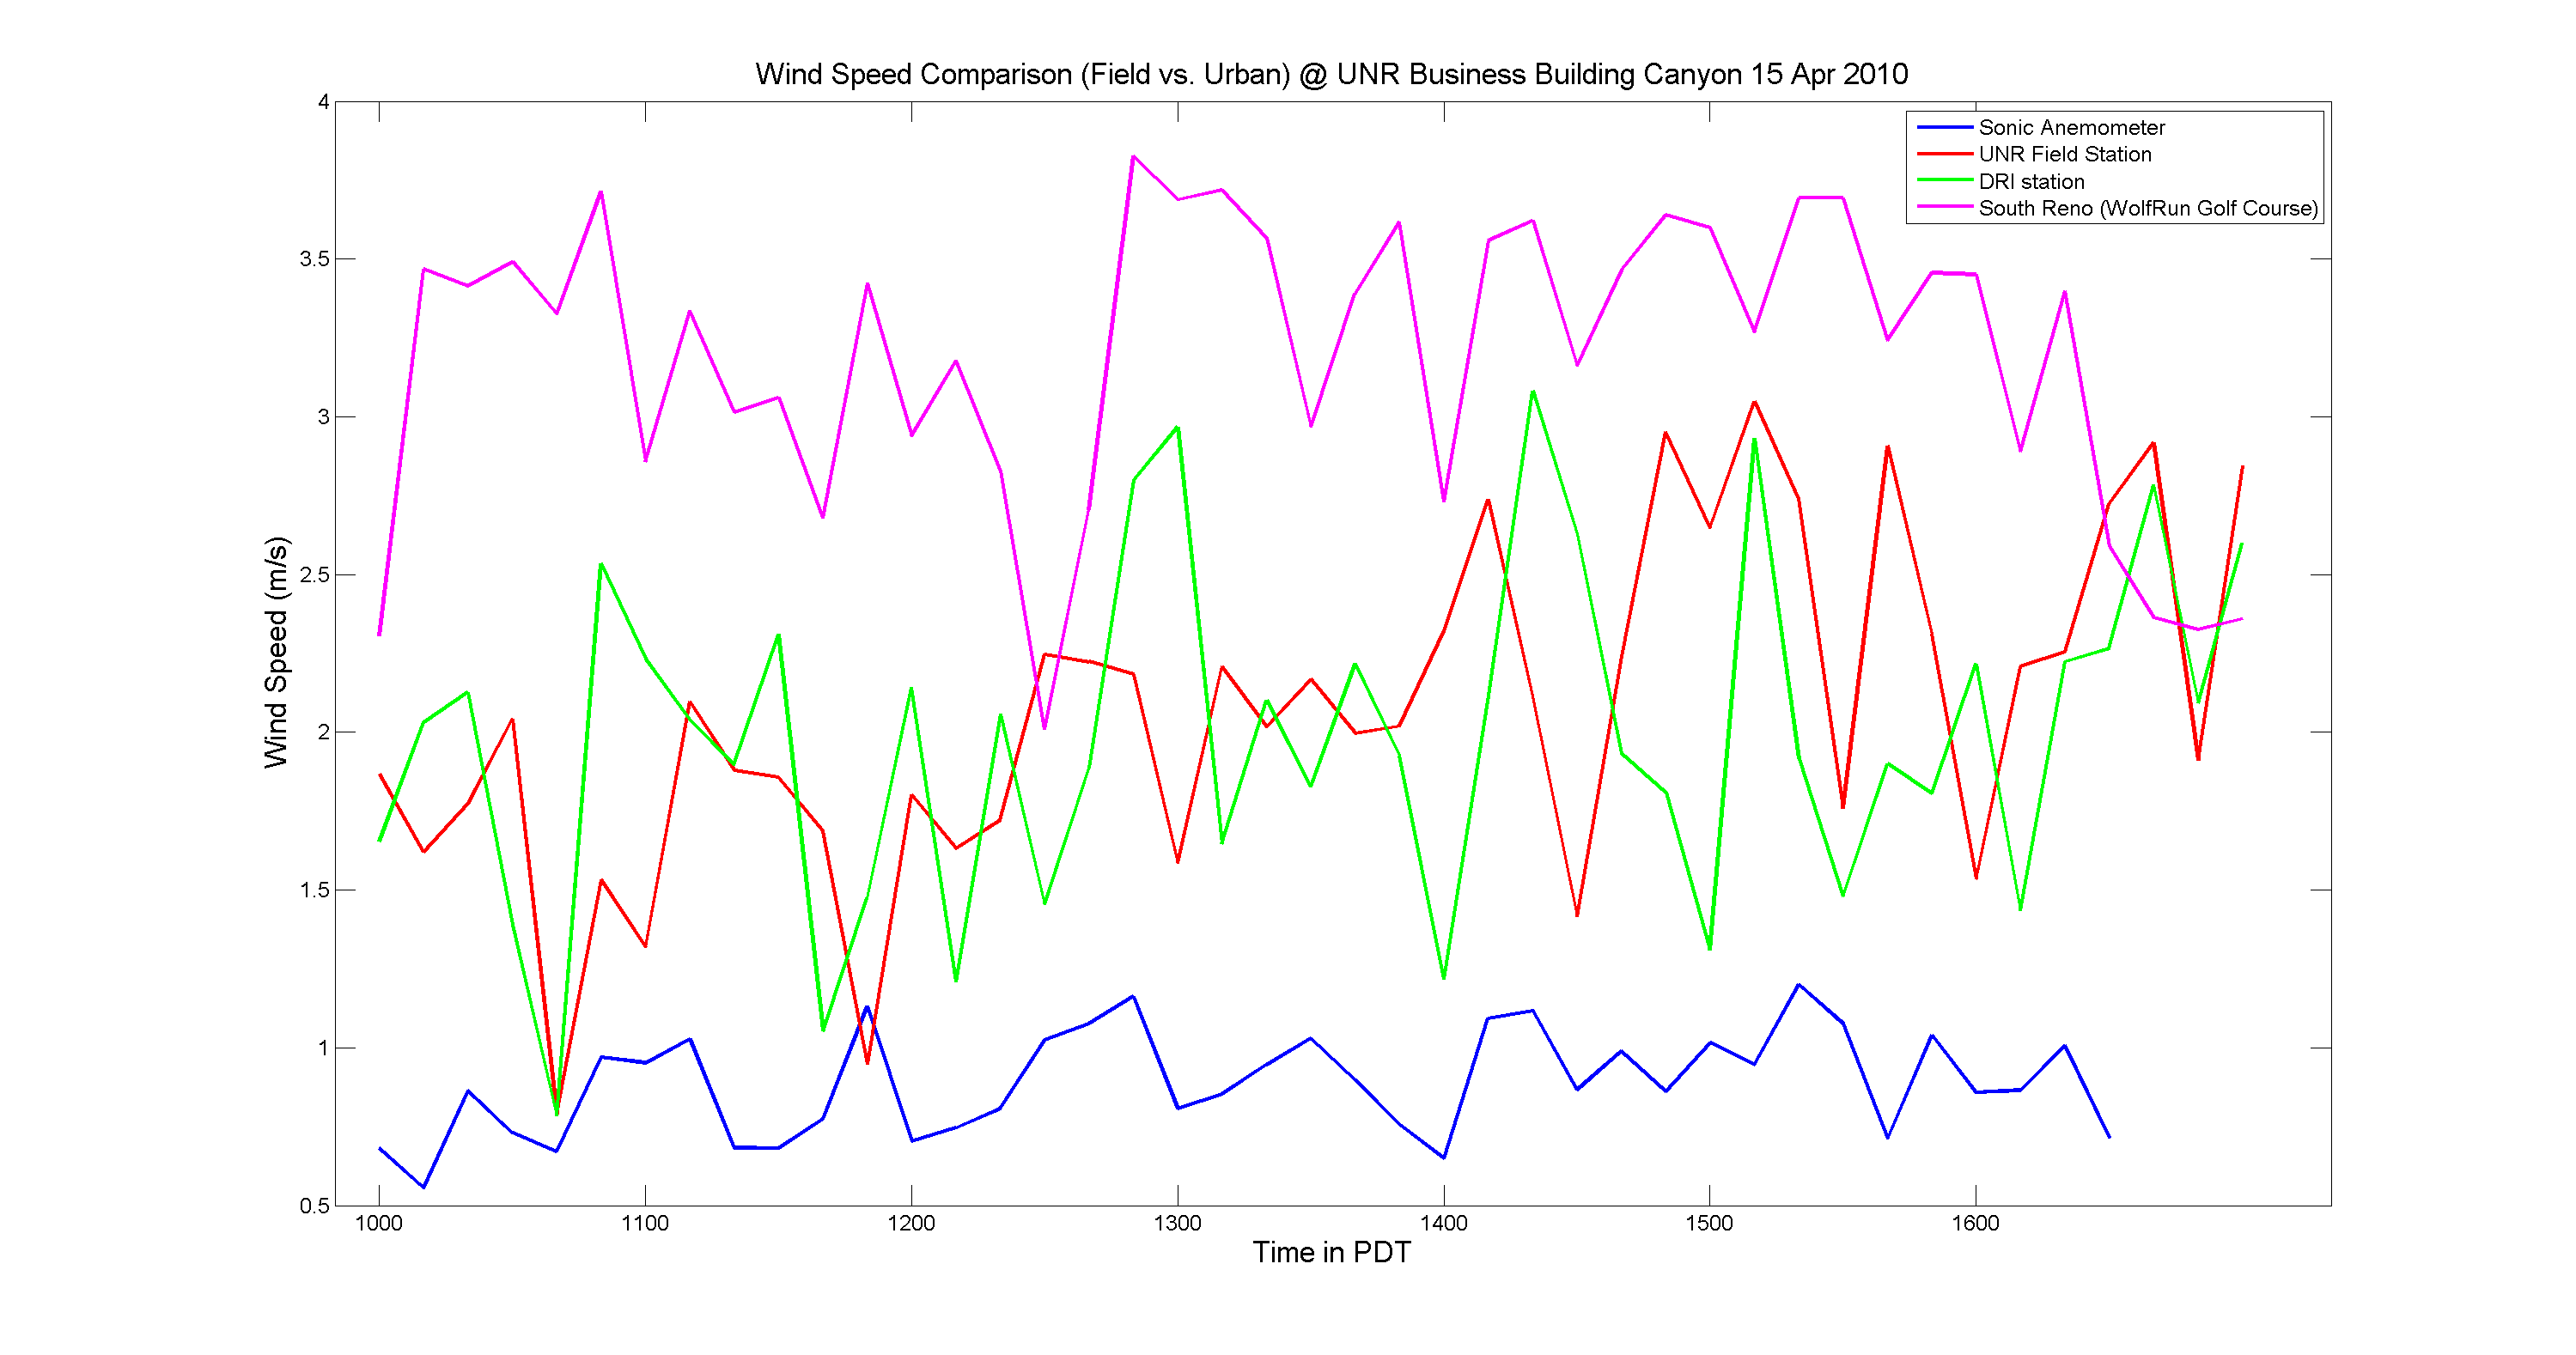 Wind Speed Comparison (Field vs. Urban) @ UNR Business Building Canyon 15 Apr 2010
Sonic Anemometer
UNR Field Station
DRI station
South Reno (WolfRun Golf Course)
Wind Speed (m/s)
4
3.5
3
2.5
2
1.5
1
0.5
1000 1100 1200 1300 1400 1500 1600
Time in PDT